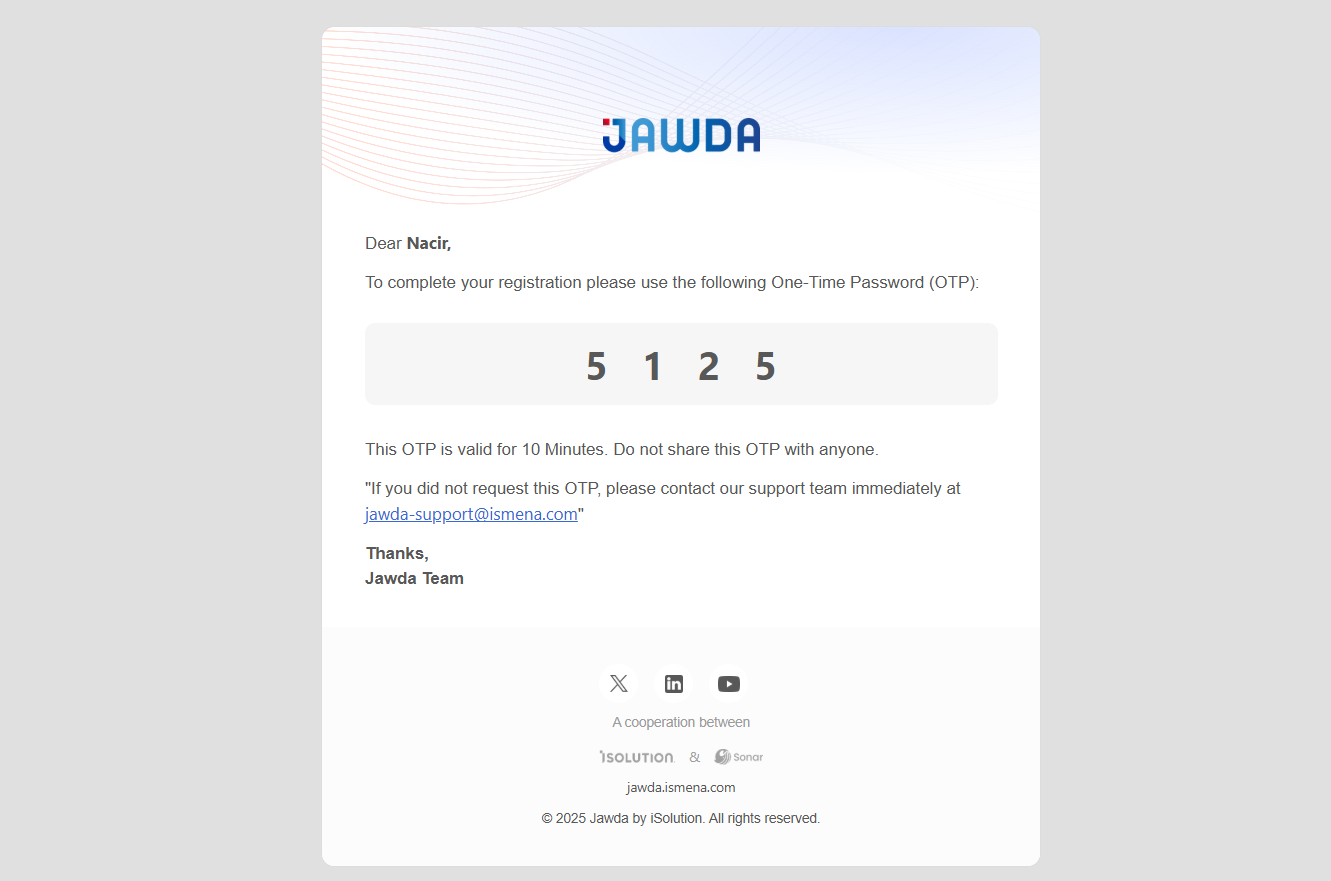 JAWDA
Dear Nacir,
To complete your registration please use the following One-Time Password (OTP):
5 1 2 5
This OTP is valid for 10 Minutes. Do not share this OTP with anyone.
"If you did not request this OTP, please contact our support team immediately at
jawda-support@ismena.com"
Thanks,
Jawda Team
A cooperation between
iSOLUTION & Sonar
jawda.ismena.com
© 2025 Jawda by iSolution. All rights reserved.